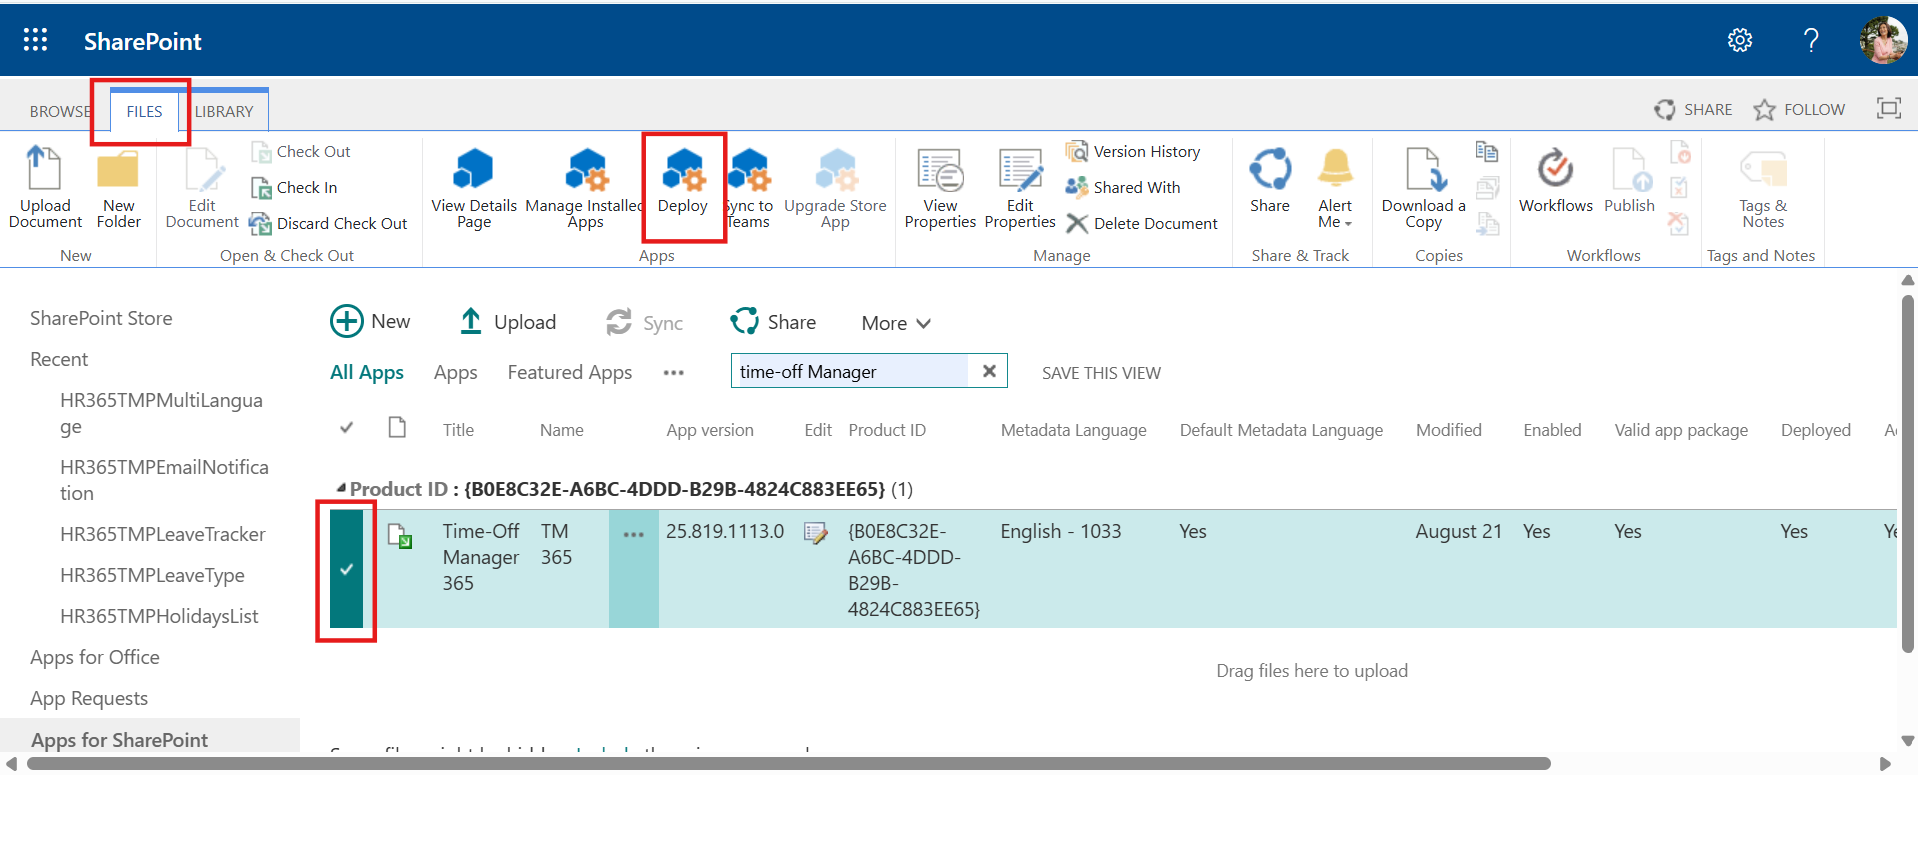 SharePoint
BROWSE FILES LIBRARY SHARE FOLLOW
Upload Document
New Folder
New
Edit Document
Check Out
Check In
Discard Check Out
Open & Check Out
View Details Page
Manage Installed Apps
Deploy
Sync to Teams
Upgrade Store App
Apps
View Properties
Edit Properties
Version History
Shared With
Delete Document
Manage
Share
Alert Me
Share & Track
Download a Copy
Copies
Workflows
Publish
Workflows
Tags & Notes
Tags and Notes
SharePoint Store
Recent
HR365TMPMultiLangua
ge
HR365TMPEmailNotifica
tion
HR365TMPLeaveTracker
HR365TMPLeaveType
HR365TMPHolidaysList
Apps for Office
App Requests
Apps for SharePoint
New Upload Sync Share More
All Apps Apps Featured Apps ••• time-off Manager SAVE THIS VIEW
Title Name App version Edit Product ID Metadata Language Default Metadata Language Modified Enabled Valid app package Deployed
Product ID : {B0E8C32E-A6BC-4DDD-B29B-4824C883EE65} (1)
Time-Off Manager 365
TM 365
•••
25.819.1113.0
{B0E8C32E-
A6BC-4DDD-
B29B-
4824C883EE65}
English - 1033
Yes
August 21
Yes
Yes
Yes
Drag files here to upload